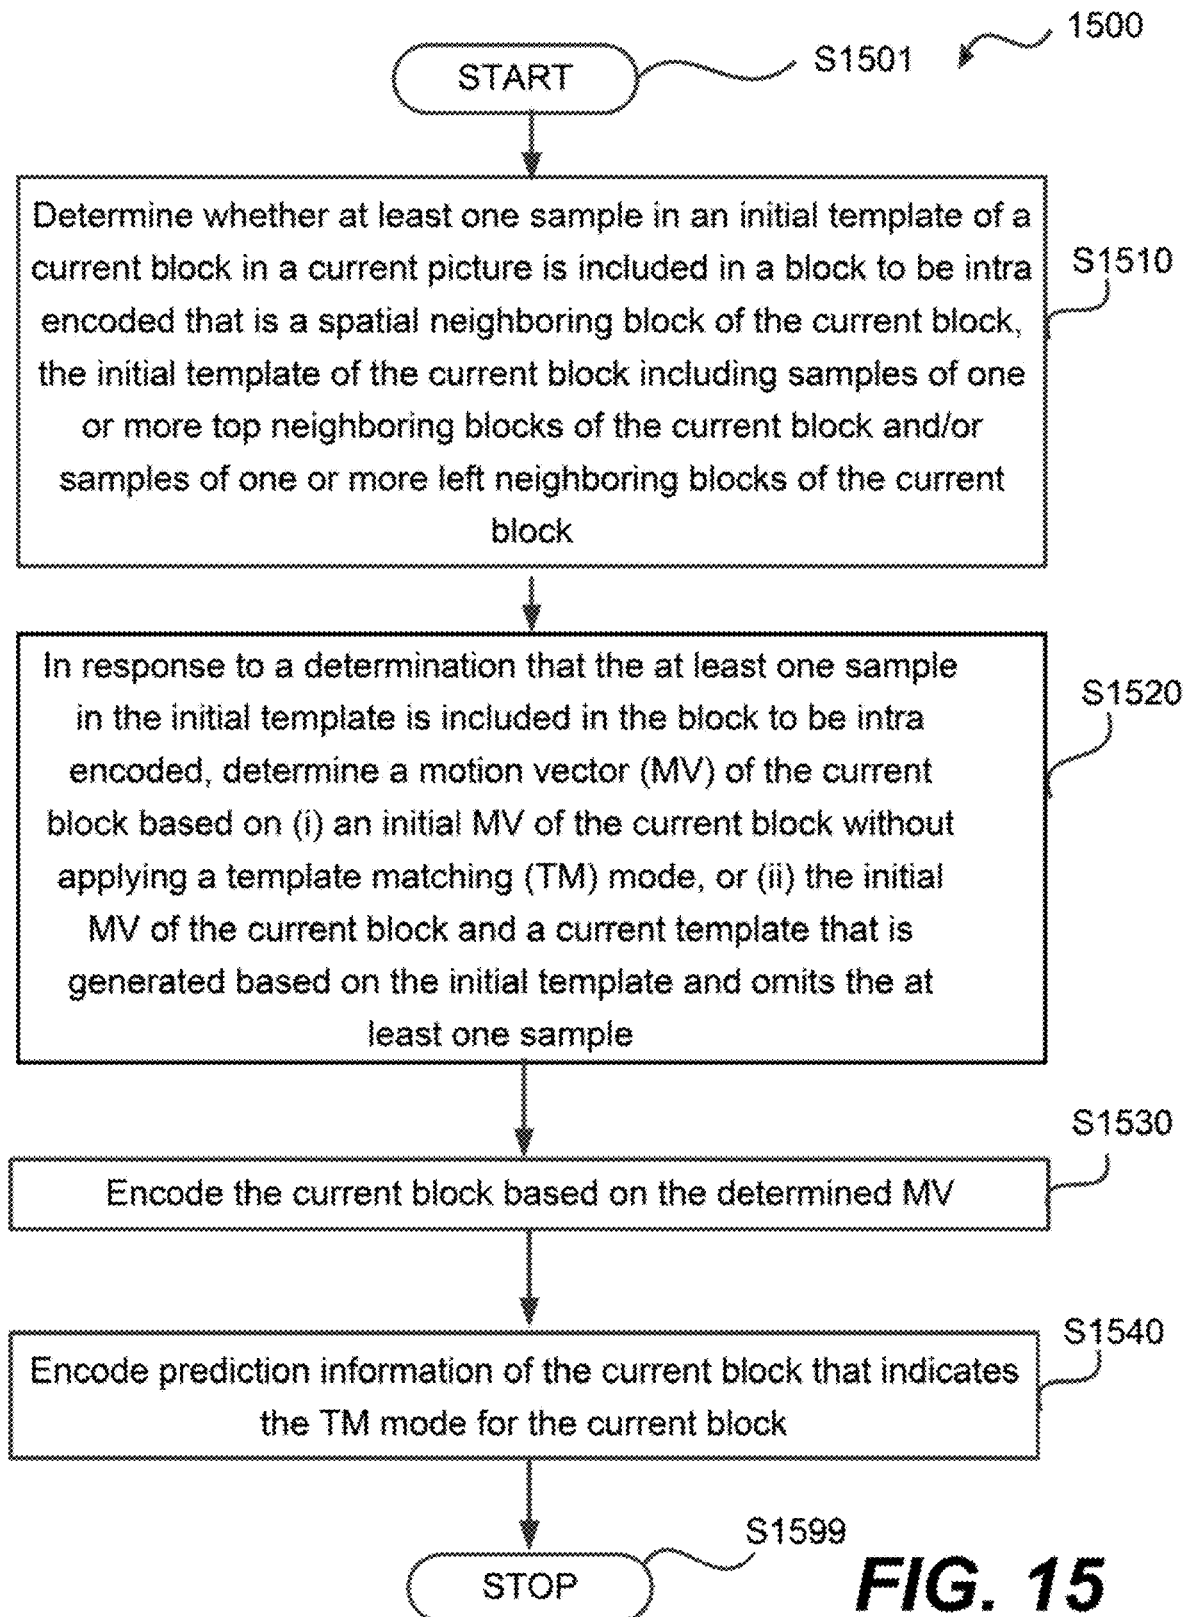 1500
START
S1501
Determine whether at least one sample in an initial template of a
current block in a current picture is included in a block to be intra
encoded that is a spatial neighboring block of the current block,
the initial template of the current block including samples of one
or more top neighboring blocks of the current block and/or
samples of one or more left neighboring blocks of the current
block
S1510
In response to a determination that the at least one sample
in the initial template is included in the block to be intra
encoded, determine a motion vector (MV) of the current
block based on (i) an initial MV of the current block without
applying a template matching (TM) mode, or (ii) the initial
MV of the current block and a current template that is
generated based on the initial template and omits the at
least one sample
S1520
Encode the current block based on the determined MV
S1530
Encode prediction information of the current block that indicates
the TM mode for the current block
S1540
STOP
S1599
FIG. 15